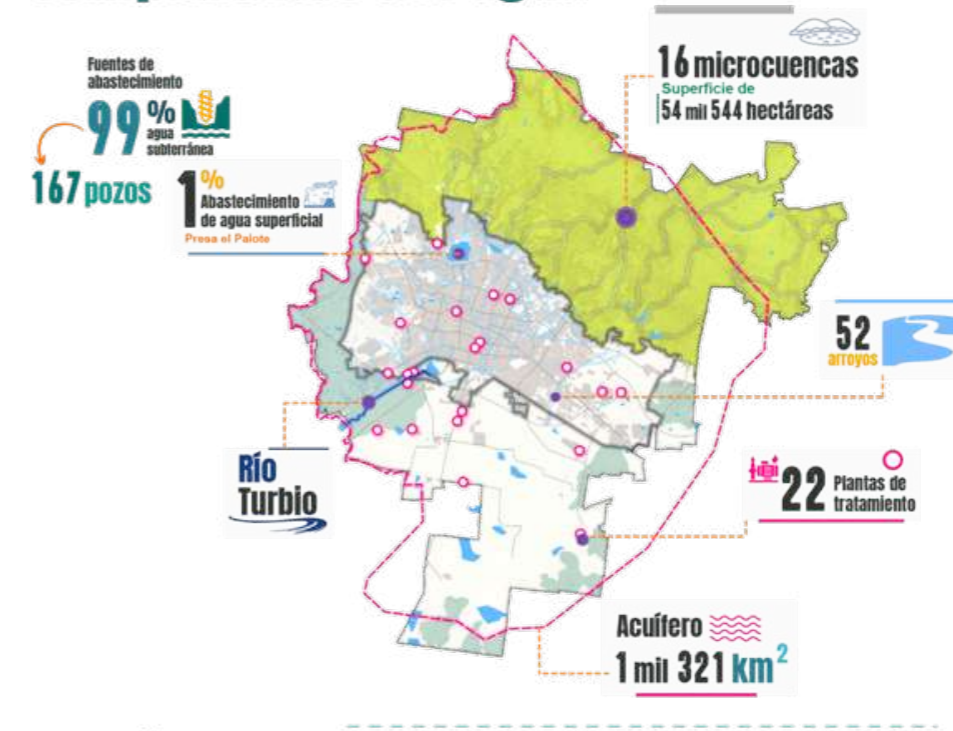 Fuentes de
abastecimiento
99 %
agua
subterránea
167 pozos
1%
Abastecimiento
de agua superficial
Presa el Palote
16 microcuencas
Superficie de
54 mil 544 hectáreas
52
arroyos
Río
Turbio
22 Plantas de
tratamiento
Acuífero
1 mil 321 km²